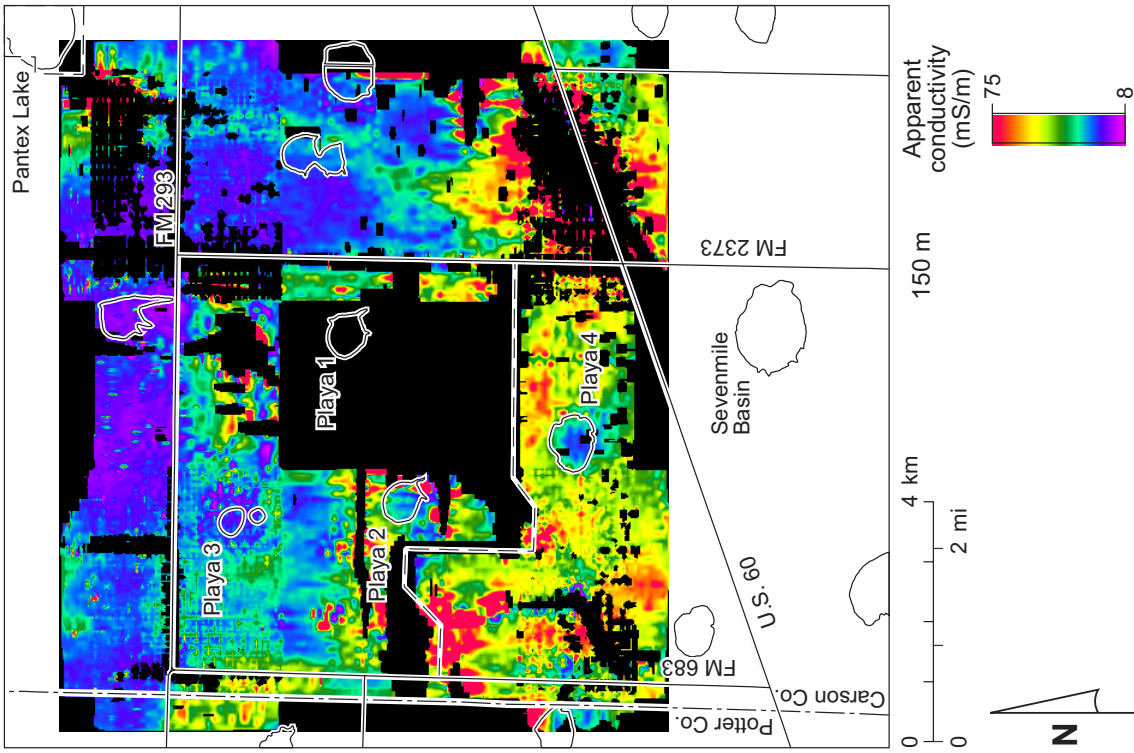 Pantex Lake
FM 293
Playa 1
Playa 3
Playa 2
Playa 4
FM 2373
Sevenmile
Basin
U.S. 60
FM 683
Potter Co.
Carson Co.
Apparent
conductivity
(mS/m)
75
8
150 m
0
4 km
0
2 mi
N